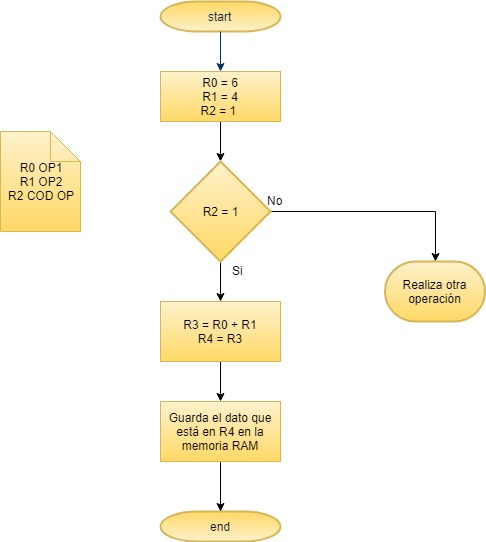 start
R0 = 6
R1 = 4
R2 = 1
R0 OP1
R1 OP2
R2 COD OP
R2 = 1
No
Si
Realiza otra
operación
R3 = R0 + R1
R4 = R3
Guarda el dato que
está en R4 en la
memoria RAM
end